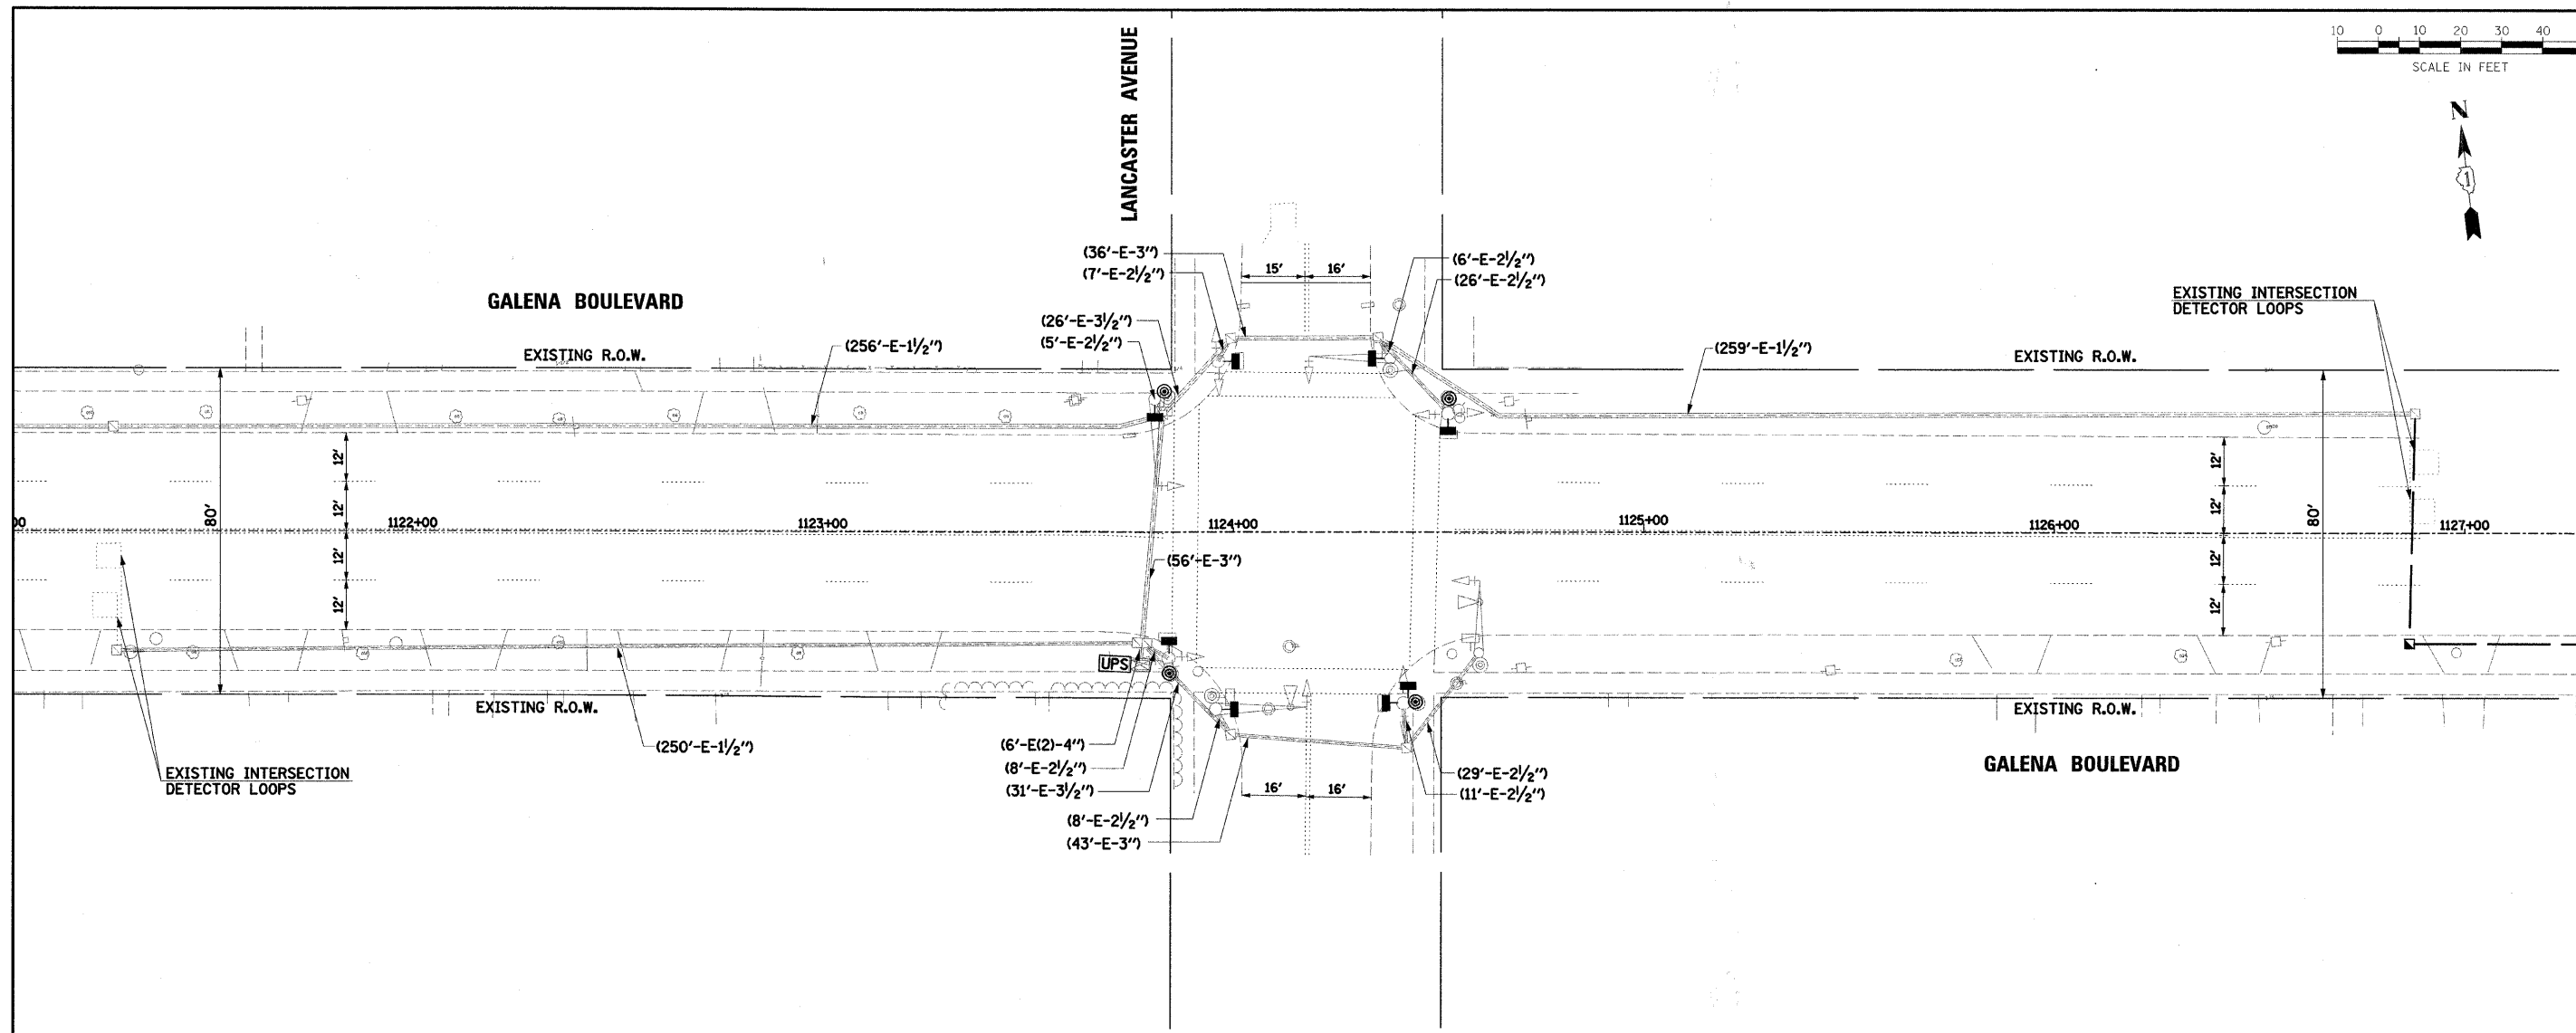 LANCASTER AVENUE
10 0 10 20 30 40
SCALE IN FEET
N
1
(36'-E-3")
(7'-E-2½")
15'
16'
(6'-E-2½")
(26'-E-2½")
GALENA BOULEVARD
EXISTING INTERSECTION
DETECTOR LOOPS
(26'-E-3½")
(5'-E-2½")
(256'-E-1½")
(259'-E-1½")
EXISTING R.O.W.
EXISTING R.O.W.
12'
12'
12'
12'
80'
12'
12'
12'
12'
80'
00
1122+00
1123+00
1124+00
1125+00
1126+00
1127+00
(56'-E-3")
UPS
EXISTING R.O.W.
EXISTING R.O.W.
(250'-E-1½")
(6'-E(2)-4")
(8'-E-2½")
(31'-E-3½")
(8'-E-2½")
(43'-E-3")
16'
16'
(29'-E-2½")
(11'-E-2½")
EXISTING INTERSECTION
DETECTOR LOOPS
GALENA BOULEVARD